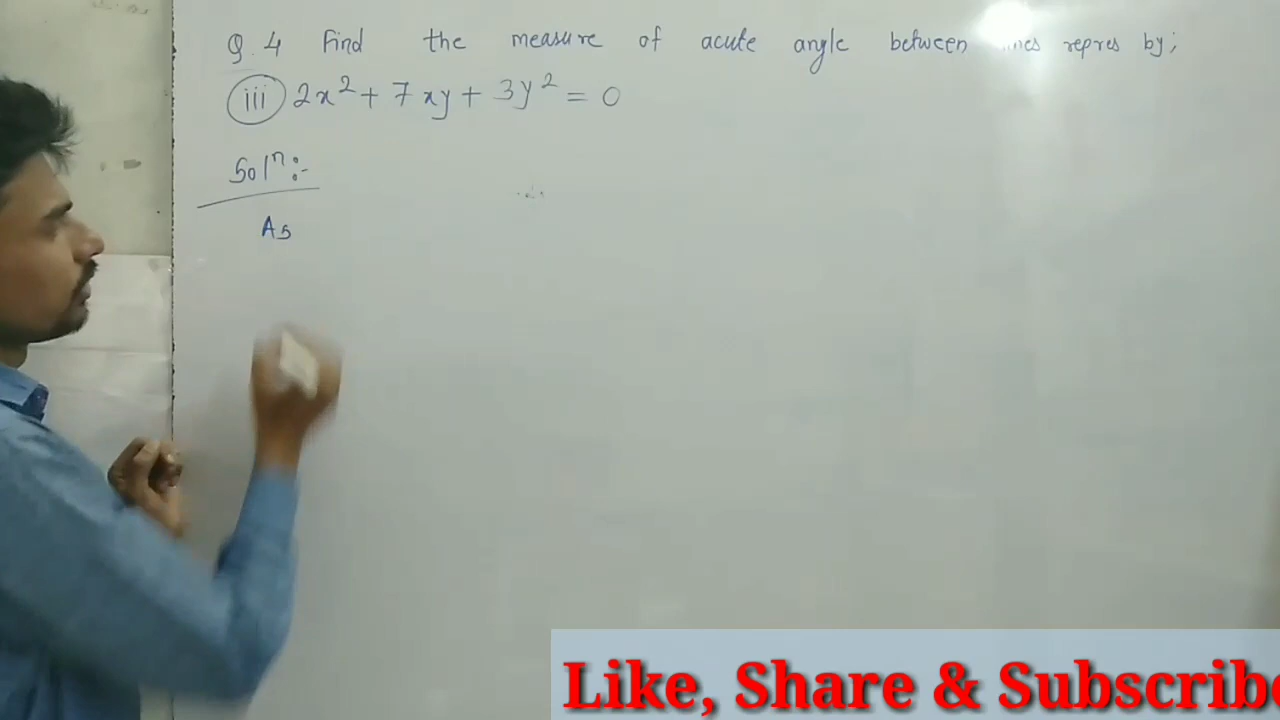 Q.4 Find the measure of acute angle between repres by;
(iii) 2x² + 7xy + 3y² = 0
Solⁿ:-
As
Like, Share & Subscribe